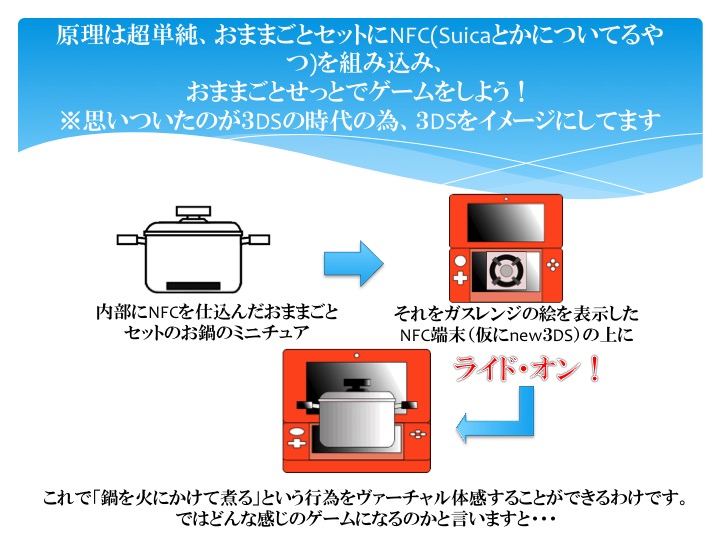 原理は超単純、おままごとセットにNFC(Suicaとかについてるや
つ)を組み込み、
おままごとせっとでゲームをしよう！
※思いついたのが３DSの時代の為、３DSをイメージにしてます
内部にNFCを仕込んだおままごと
セットのお鍋のミニチュア
それをガスレンジの絵を表示した
NFC端末（仮にnew３DS）の上に
ライド・オン！
これで「鍋を火にかけて煮る」という行為をヴァーチャル体感することができるわけです。
ではどんな感じのゲームになるのかと言いますと・・・